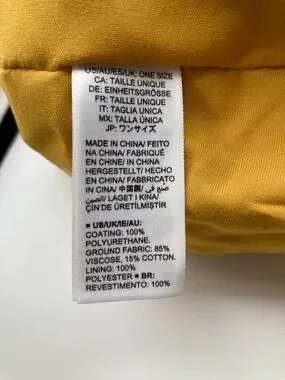 US/AU/ES/UK: ONE SIZE
CA: TAILLE UNIQUE
DE: EINHEITSGRÖSSE
FR: TAILLE UNIQUE
IT: TAGLIA UNICA
MX: TALLA ÚNICA
JP: ワンサイズ
MADE IN CHINA/ FEITO
NA CHINA/ FABRIQUÉ
EN CHINE/ IN CHINA
HERGESTELLT/ HECHO
EN CHINA/ FABBRICATO
IN CINA/ 中国製/ صنع في
الصين/ LAGET I KINA/
ÇİN'DE ÜRETİLMİŞTİR
■ US/UK/IE/AU:
COATING: 100%
POLYURETHANE.
GROUND FABRIC: 85%
VISCOSE, 15% COTTON.
LINING: 100%
POLYESTER ■ BR:
REVESTIMENTO: 100%